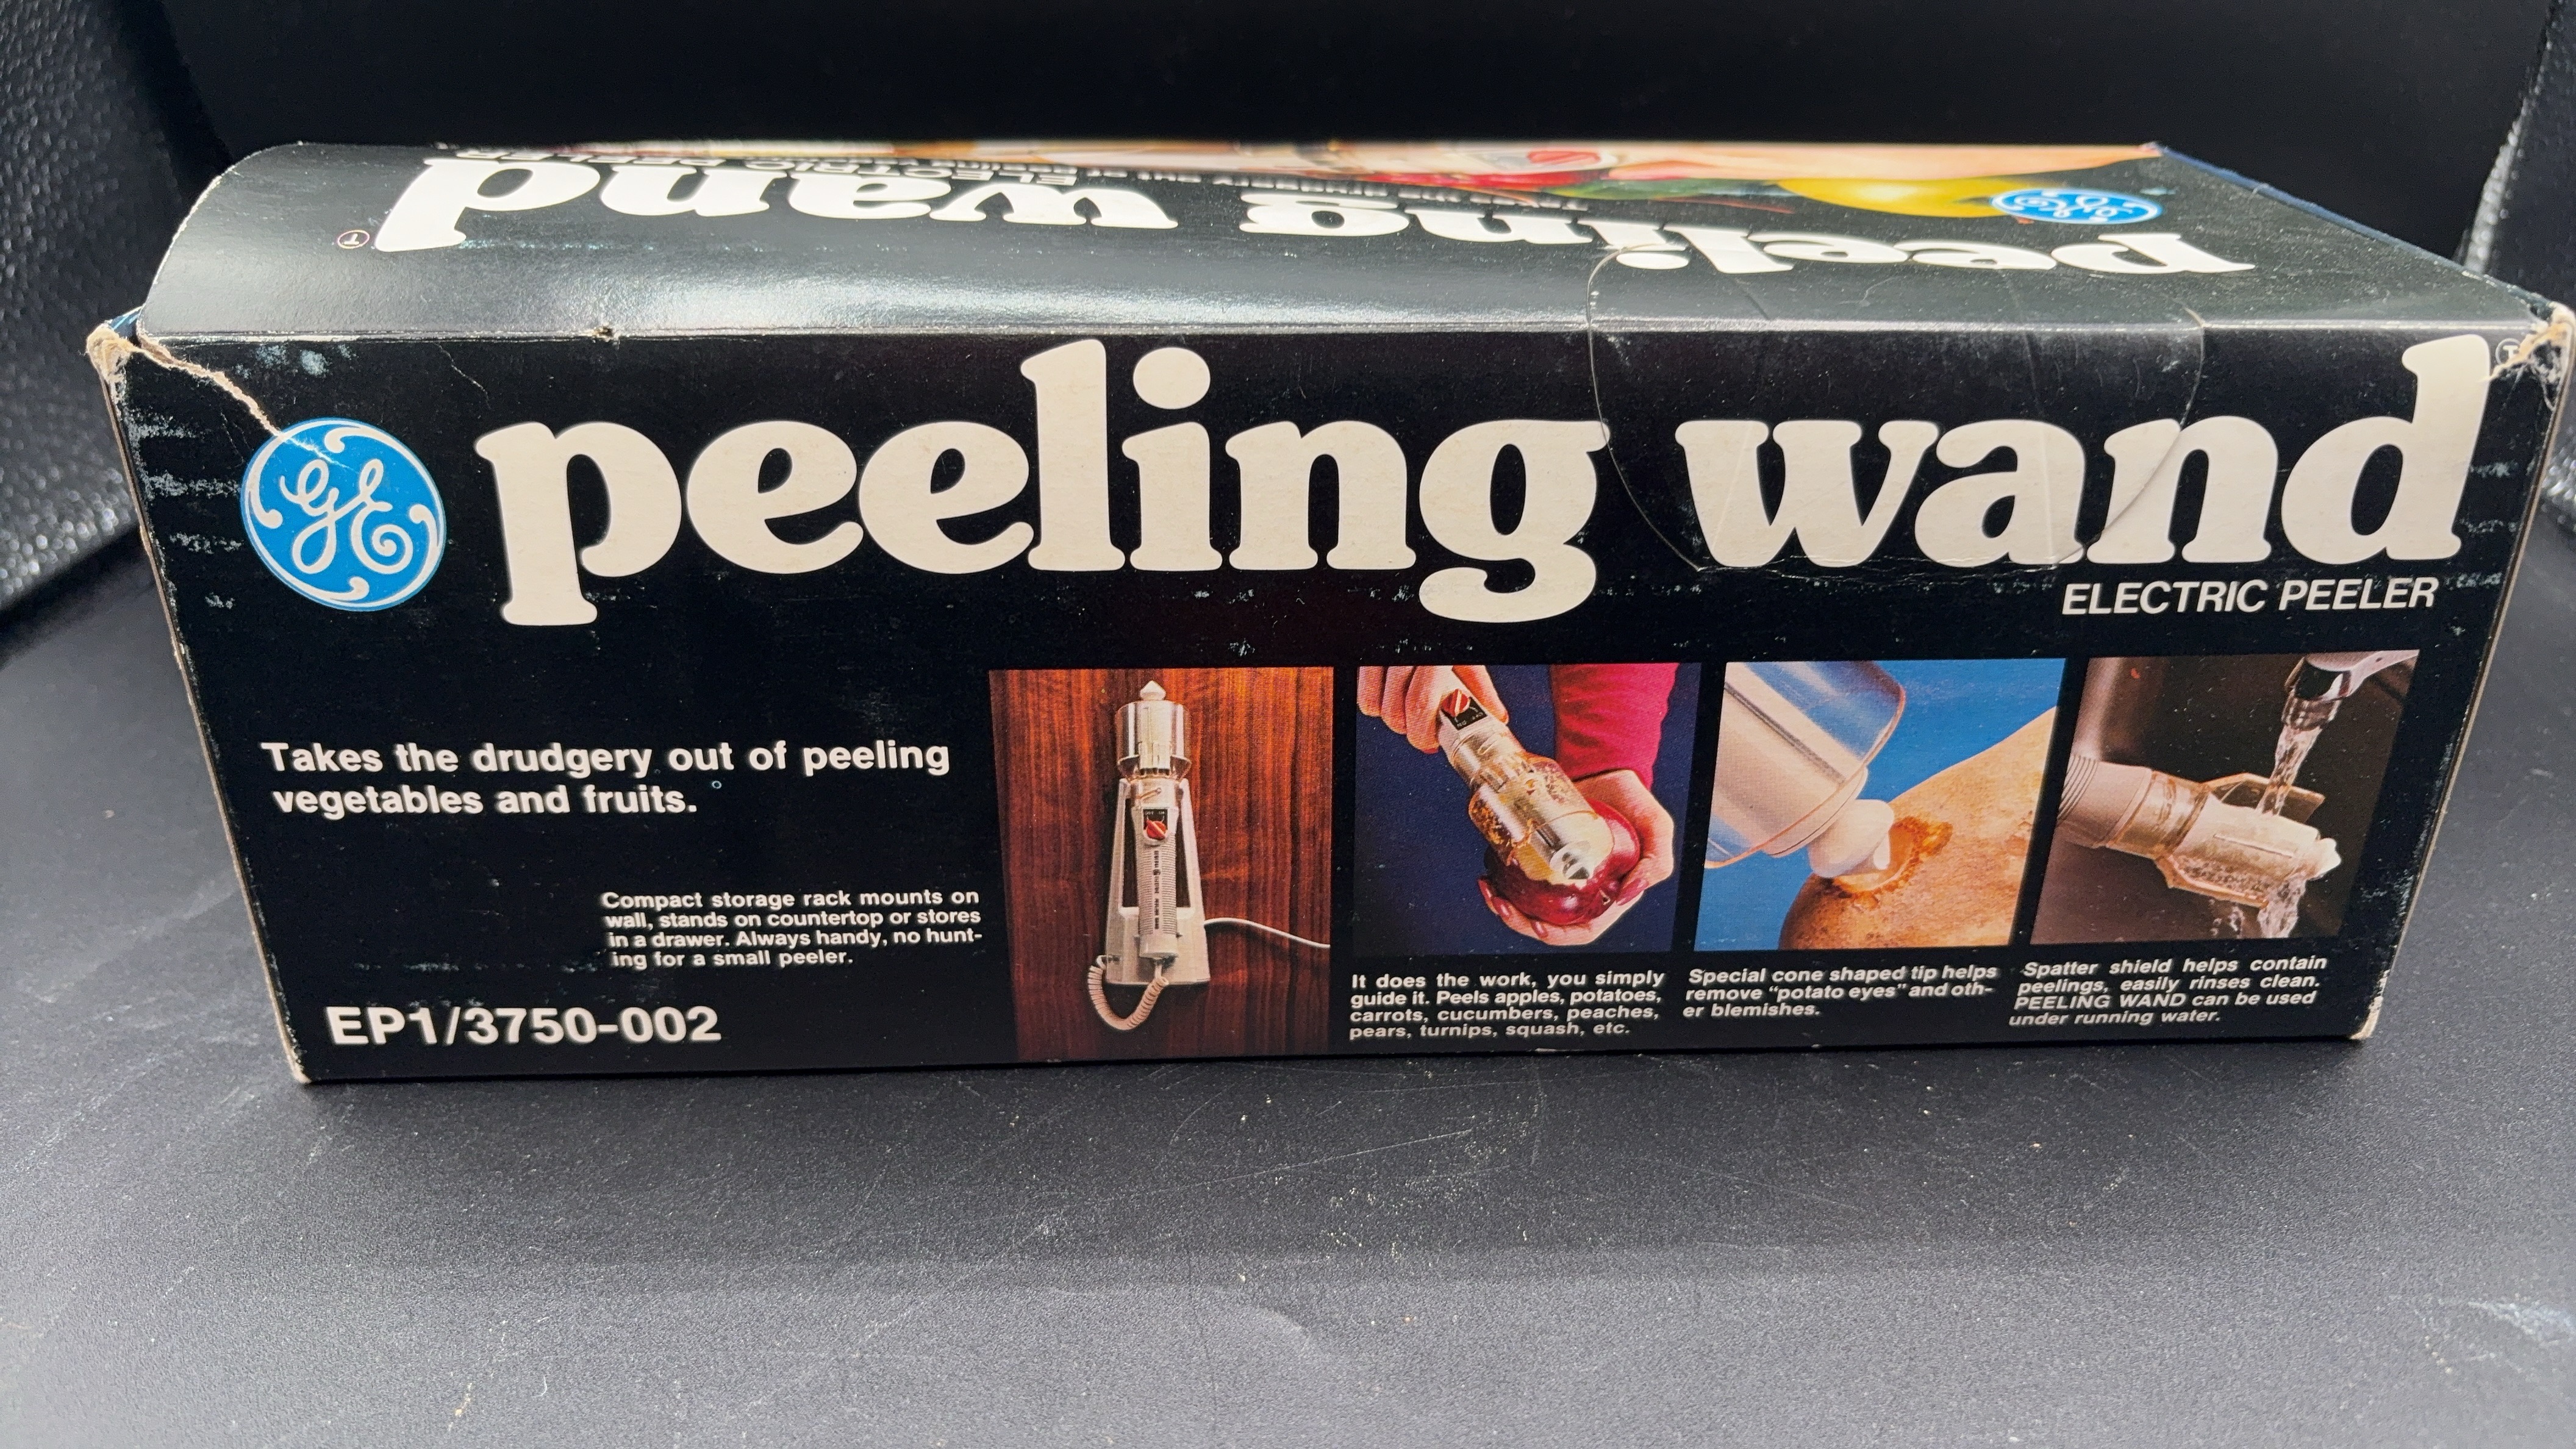 peeling wand
ELECTRIC PEELER
GE
peeling wand
ELECTRIC PEELER
Takes the drudgery out of peeling
vegetables and fruits.
Compact storage rack mounts on
wall, stands on countertop or stores
in a drawer. Always handy, no hunt-
ing for a small peeler.
EP1/3750-002
It does the work, you simply
guide it. Peels apples, potatoes,
carrots, cucumbers, peaches,
pears, turnips, squash, etc.
Special cone shaped tip helps
remove "potato eyes" and oth-
er blemishes.
Spatter shield helps contain
peelings, easily rinses clean.
PEELING WAND can be used
under running water.